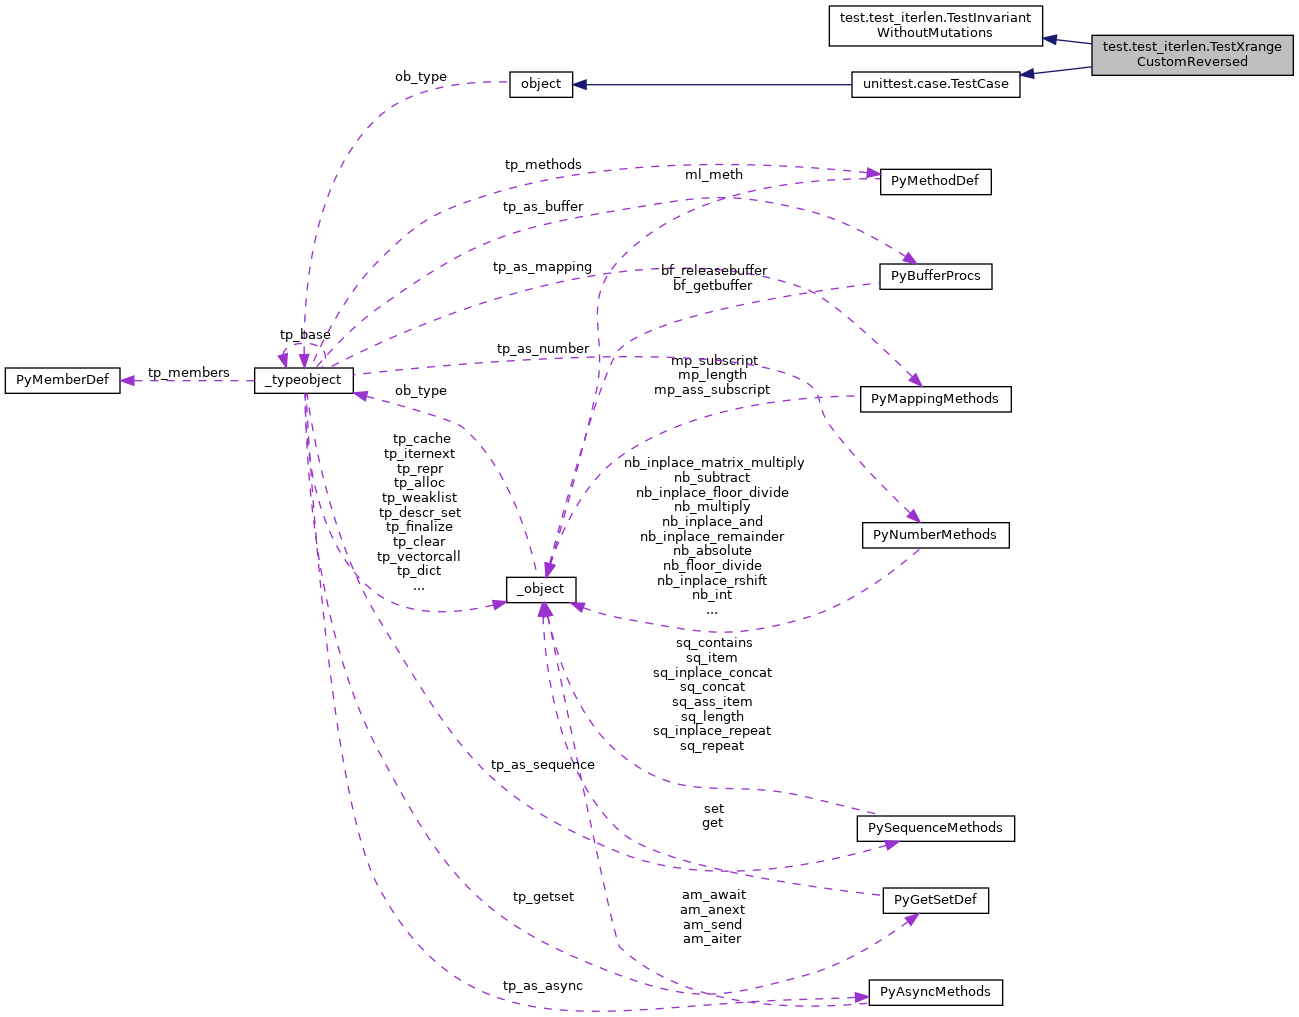 test.test_iterlen.TestInvariant
WithoutMutations
test.test_iterlen.TestXrange
CustomReversed
ob_type
object
unittest.case.TestCase
tp_methods
ml_meth
PyMethodDef
tp_as_buffer
tp_as_mapping
bf_releasebuffer
bf_getbuffer
PyBufferProcs
tp_base
tp_as_number
PyMemberDef
tp_members
_typeobject
ob_type
mp_subscript
mp_length
mp_ass_subscript
PyMappingMethods
tp_cache
tp_iternext
tp_repr
tp_alloc
tp_weaklist
tp_descr_set
tp_finalize
tp_clear
tp_vectorcall
tp_dict
...
nb_inplace_matrix_multiply
nb_subtract
nb_inplace_floor_divide
nb_multiply
nb_inplace_and
nb_inplace_remainder
nb_absolute
nb_floor_divide
nb_inplace_rshift
nb_int
...
PyNumberMethods
_object
sq_contains
sq_item
sq_inplace_concat
sq_concat
sq_ass_item
sq_length
sq_inplace_repeat
sq_repeat
tp_as_sequence
set
get
PySequenceMethods
tp_getset
am_await
am_anext
am_send
am_aiter
PyGetSetDef
tp_as_async
PyAsyncMethods